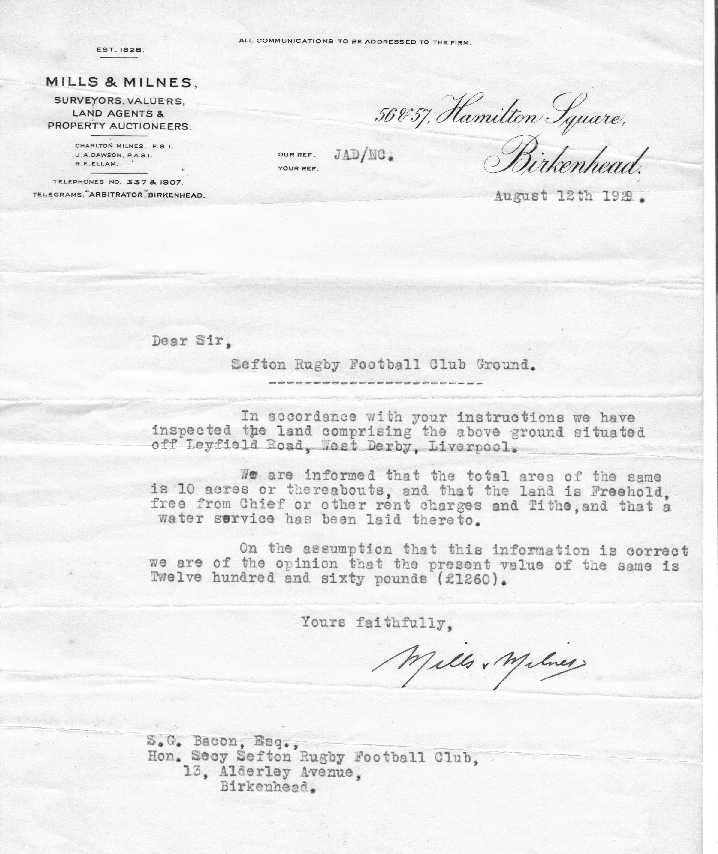 ALL COMMUNICATIONS TO BE ADDRESSED TO THE FIRM.
EST. 1828.
MILLS & MILNES,
SURVEYORS, VALUERS,
LAND AGENTS &
PROPERTY AUCTIONEERS.
CHARLTON MILNES, F.S.I.
J.A. DAWSON, P.A.S.I.
R.F. ELLAM.
TELEPHONES NO. 337 & 1807.
TELEGRAMS, "ARBITRATOR" BIRKENHEAD.
OUR REF. JAD/NC.
YOUR REF.
56 & 57, Hamilton Square,
Birkenhead.
August 12th 19
Dear Sir,
Sefton Rugby Football Club Ground.
In accordance with your instructions we have
inspected the land comprising the above ground situated
off Leyfield Road, West Derby, Liverpool.
We are informed that the total area of the same
is 10 acres or thereabouts, and that the land is Freehold,
free from Chief or other rent charges and Tithe,and that a
water service has been laid thereto.
On the assumption that this information is correct
we are of the opinion that the present value of the same is
Twelve hundred and sixty pounds (£1260).
Yours faithfully,
Mills & Milnes
S.G. Bacon, Esq.,
Hon. Secy Sefton Rugby Football Club,
13, Alderley Avenue,
Birkenhead.